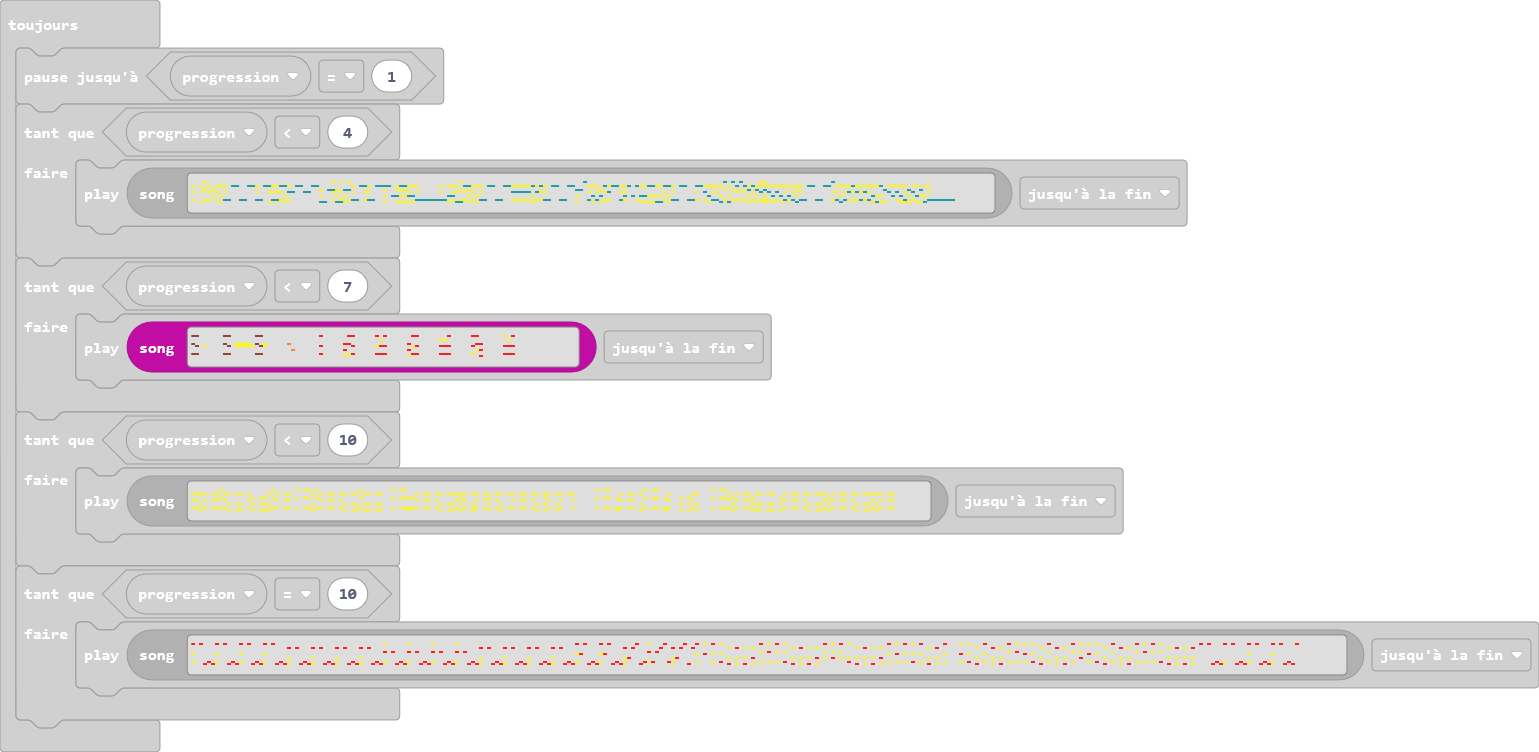 toujours
pause jusqu'à progression = 1
tant que progression < 4
faire
play song jusqu'à la fin
tant que progression < 7
faire
play song jusqu'à la fin
tant que progression < 10
faire
play song jusqu'à la fin
tant que progression = 10
faire
play song jusqu'à la fin